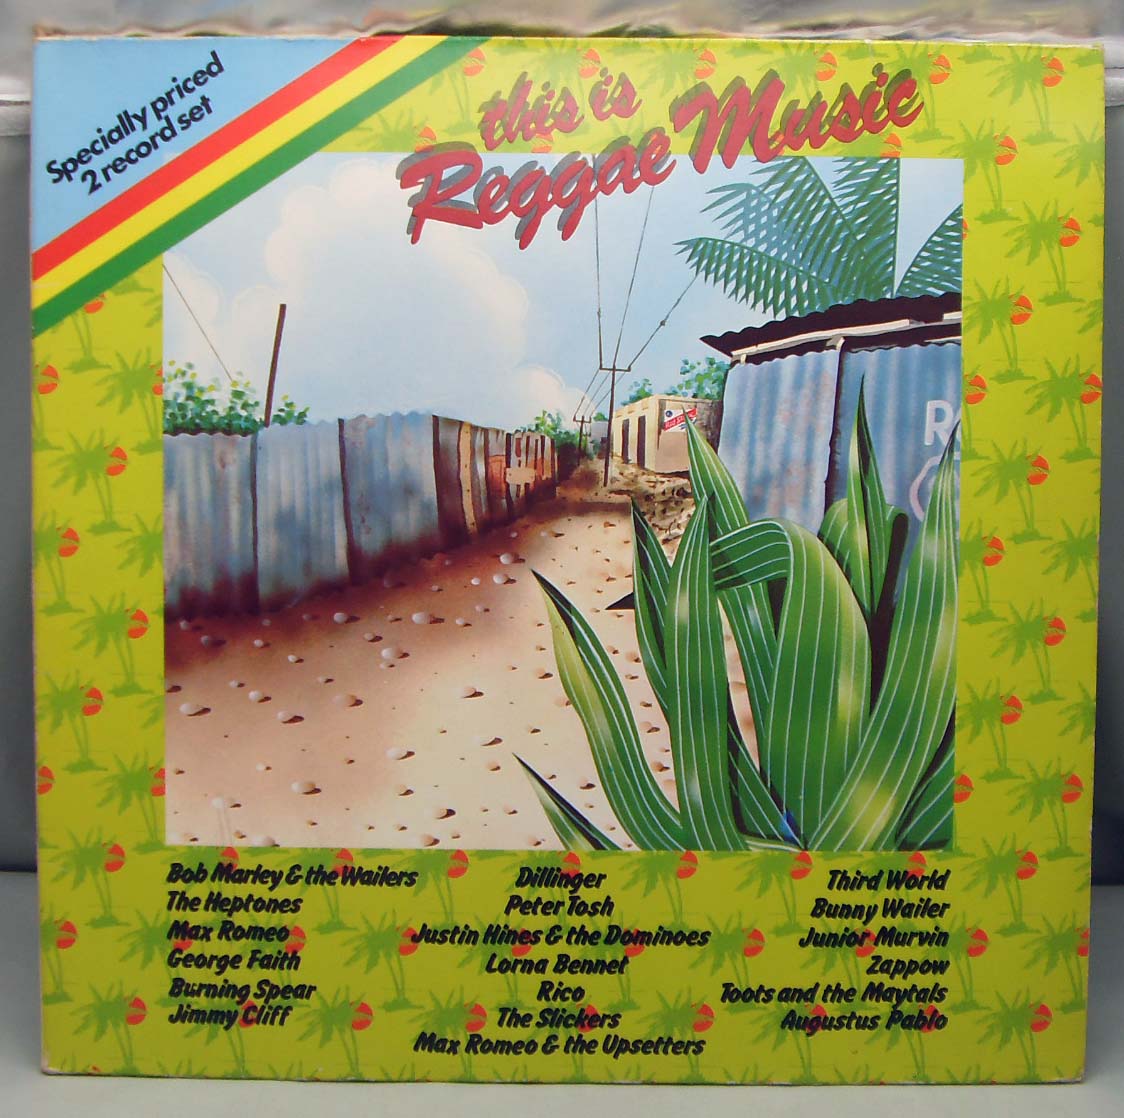 Specially priced
2 record set
this is
Reggae Music
Bob Marley & the Wailers
The Heptones
Max Romeo
George Faith
Burning Spear
Jimmy Cliff
Dillinger
Peter Tosh
Justin Hines & the Dominoes
Lorna Bennet
Rico
The Slickers
Max Romeo & the Upsetters
Third World
Bunny Wailer
Junior Murvin
Zappow
Toots and the Maytals
Augustus Pablo